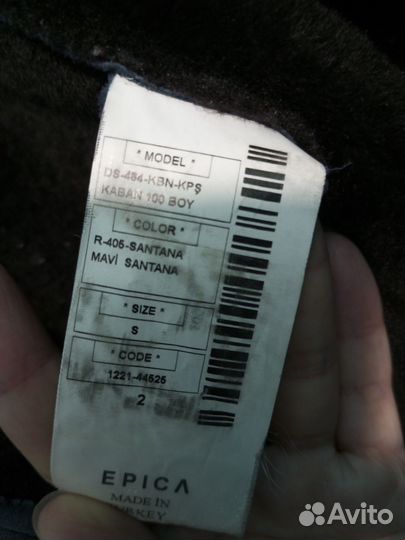 * MODEL *
DS-484-KBN-KPŞ
KABAN 100 BOY
* COLOR *
R-405-SANTANA
MAVİ SANTANA
* SIZE *
S
* CODE *
1221-44525
2
EPICA
MADE IN
TURKEY
Avito